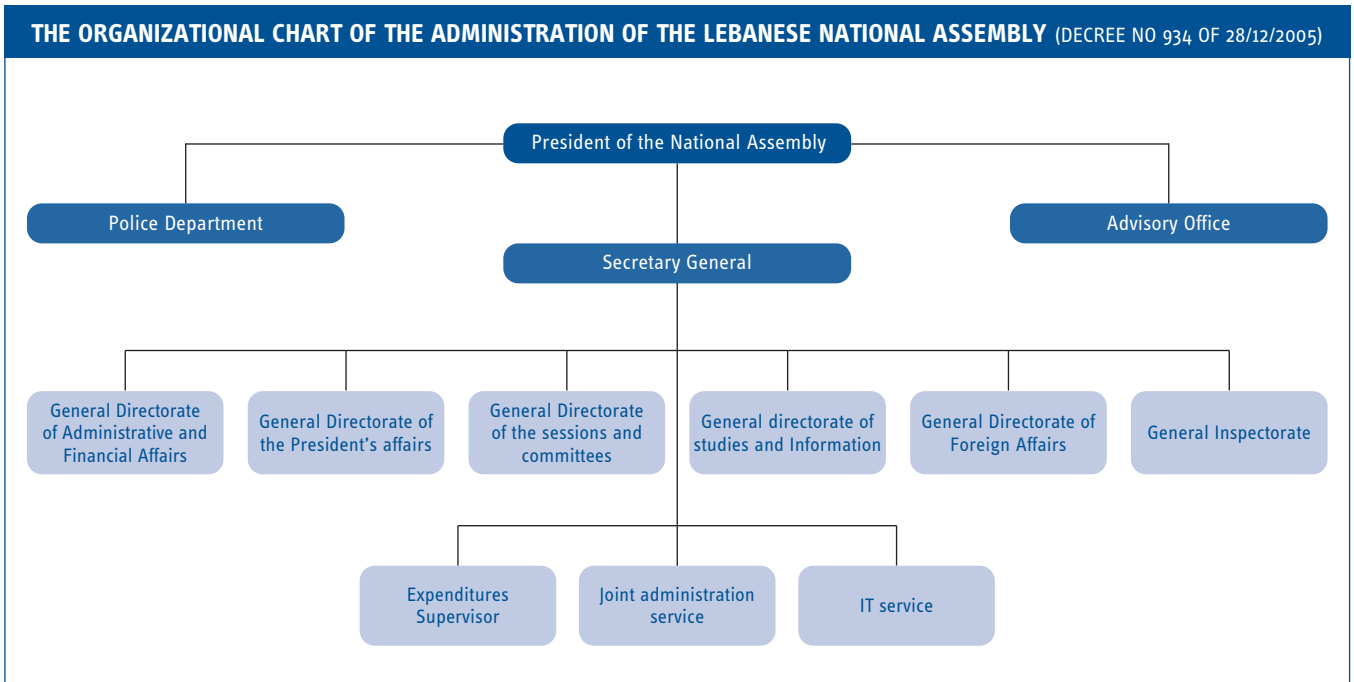 THE ORGANIZATIONAL CHART OF THE ADMINISTRATION OF THE LEBANESE NATIONAL ASSEMBLY (DECREE NO 934 OF 28/12/2005)
President of the National Assembly
Police Department
Advisory Office
Secretary General
General Directorate
of Administrative and
Financial Affairs
General Directorate of
the President’s affairs
General Directorate
of the sessions and
committees
General directorate of
studies and Information
General Directorate of
Foreign Affairs
General Inspectorate
Expenditures
Supervisor
Joint administration
service
IT service